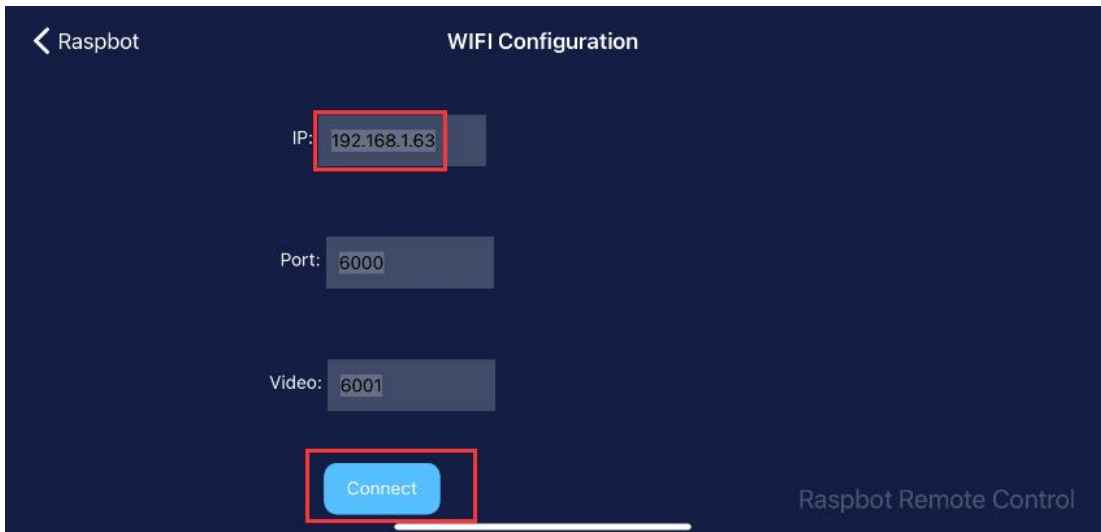 Raspbot
WIFI Configuration
IP: 192.168.1.63
Port: 6000
Video: 6001
Connect
Raspbot Remote Control